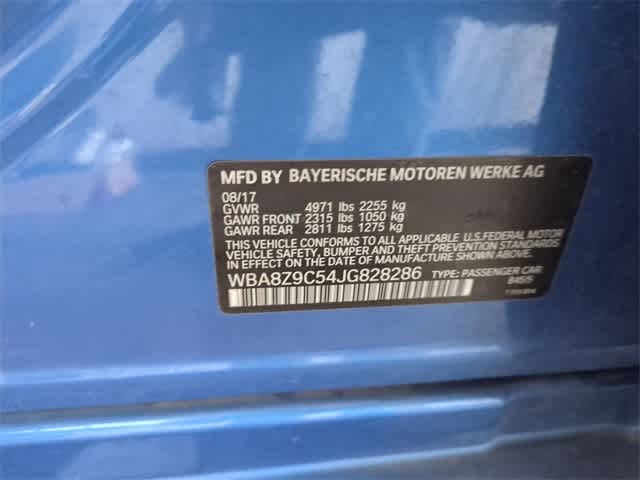 MFD BY BAYERISCHE MOTOREN WERKE AG
08/17
GVWR 4971 lbs 2255 kg
GAWR FRONT 2315 lbs 1050 kg
GAWR REAR 2811 lbs 1275 kg
THIS VEHICLE CONFORMS TO ALL APPLICABLE U.S. FEDERAL MOTOR
VEHICLE SAFETY, BUMPER, AND THEFT PREVENTION STANDARDS
IN EFFECT ON THE DATE OF MANUFACTURE SHOWN ABOVE.
WBA8Z9C54JG828286 TYPE: PASSENGER CAR